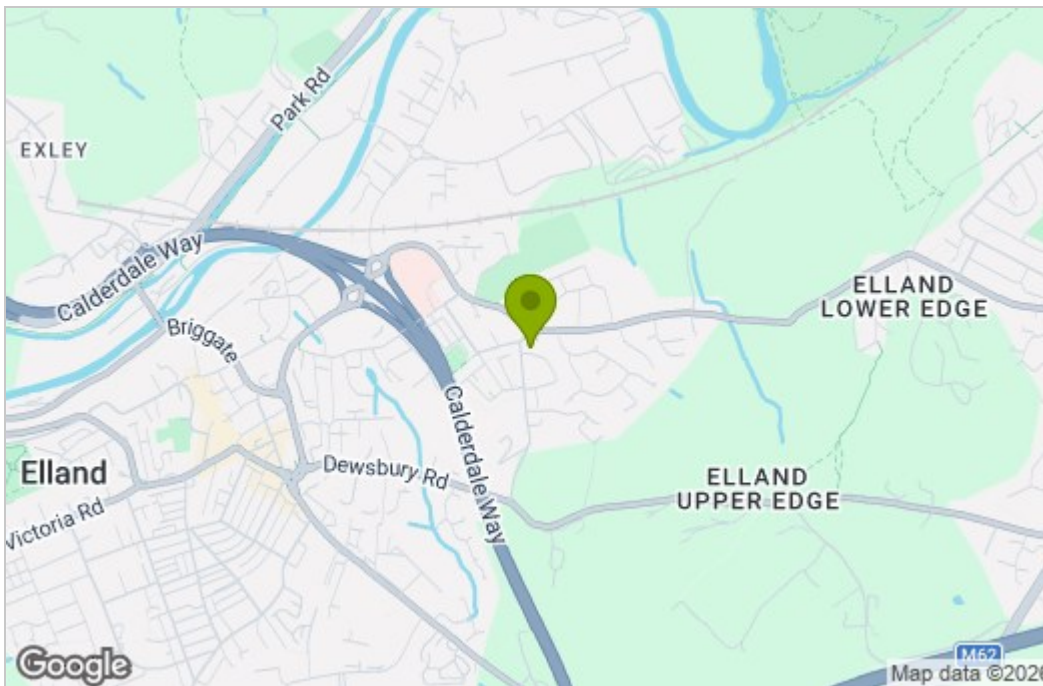 Park Rd
EXLEY
Calderdale Way
Briggate
ELLAND
LOWER EDGE
Calderdale Way
Elland
Dewsbury Rd
ELLAND
UPPER EDGE
Victoria Rd
M62
Google
Map data ©2026